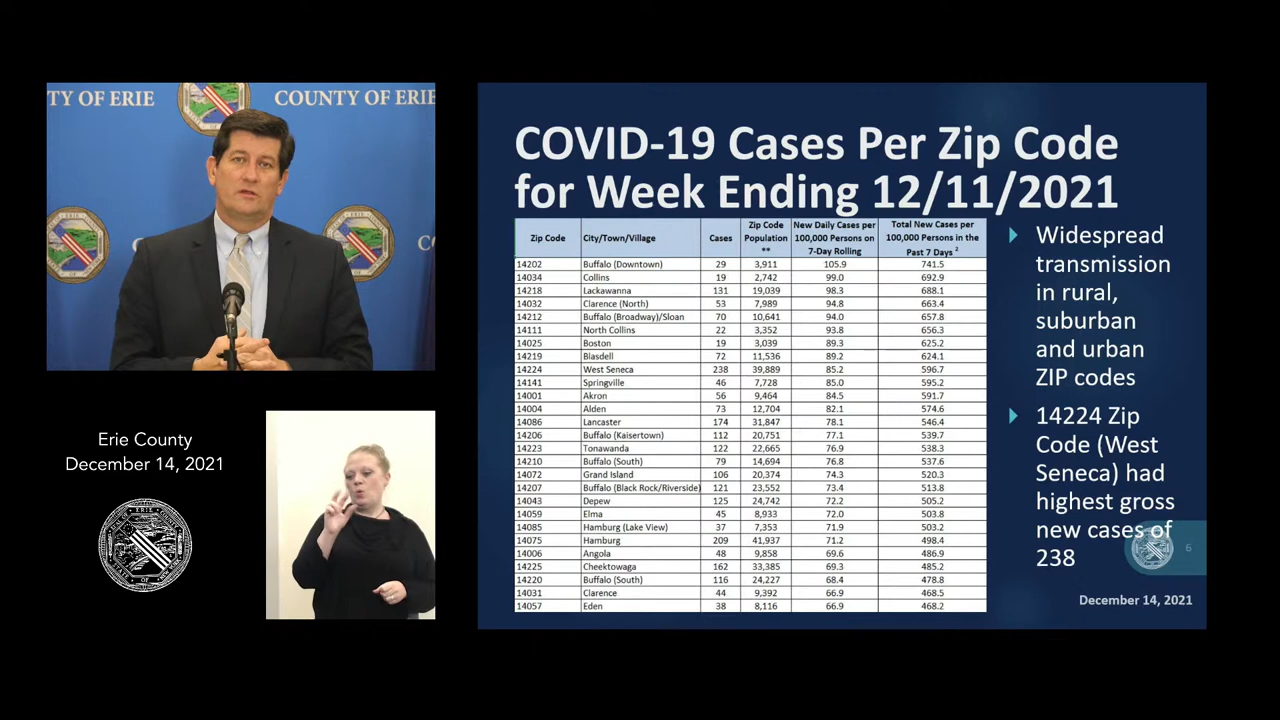 TY OF ERIE
COUNTY OF ERIE
Erie County
December 14, 2021
ERIE
COVID-19 Cases Per Zip Code
for Week Ending 12/11/2021
Zip Code City/Town/Village Cases Zip Code Population ** New Daily Cases per 100,000 Persons on 7-Day Rolling Total New Cases per 100,000 Persons in the Past 7 Days 2
14202 Buffalo (Downtown) 29 3,911 105.9 741.5
14034 Collins 19 2,742 99.0 692.9
14218 Lackawanna 131 19,039 98.3 688.1
14032 Clarence (North) 53 7,989 94.8 663.4
14212 Buffalo (Broadway)/Sloan 70 10,641 94.0 657.8
14111 North Collins 22 3,352 93.8 656.3
14025 Boston 19 3,039 89.3 625.2
14219 Blasdell 72 11,536 89.2 624.1
14224 West Seneca 238 39,889 85.2 596.7
14141 Springville 46 7,728 85.0 595.2
14001 Akron 56 9,464 84.5 591.7
14004 Alden 73 12,704 82.1 574.6
14086 Lancaster 174 31,847 78.1 546.4
14206 Buffalo (Kaisertown) 112 20,751 77.1 539.7
14223 Tonawanda 122 22,665 76.9 538.3
14210 Buffalo (South) 79 14,694 76.8 537.6
14072 Grand Island 106 20,374 74.3 520.3
14207 Buffalo (Black Rock/Riverside) 121 23,552 73.4 513.8
14043 Depew 125 24,742 72.2 505.2
14059 Elma 45 8,933 72.0 503.8
14085 Hamburg (Lake View) 37 7,353 71.9 503.2
14075 Hamburg 209 41,937 71.2 498.4
14006 Angola 48 9,858 69.6 486.9
14225 Cheektowaga 162 33,385 69.3 485.2
14220 Buffalo (South) 116 24,227 68.4 478.8
14031 Clarence 44 9,392 66.9 468.5
14057 Eden 38 8,116 66.9 468.2
Widespread
transmission
in rural,
suburban
and urban
ZIP codes
14224 Zip
Code (West
Seneca) had
highest gross
new cases of
238
6
December 14, 2021